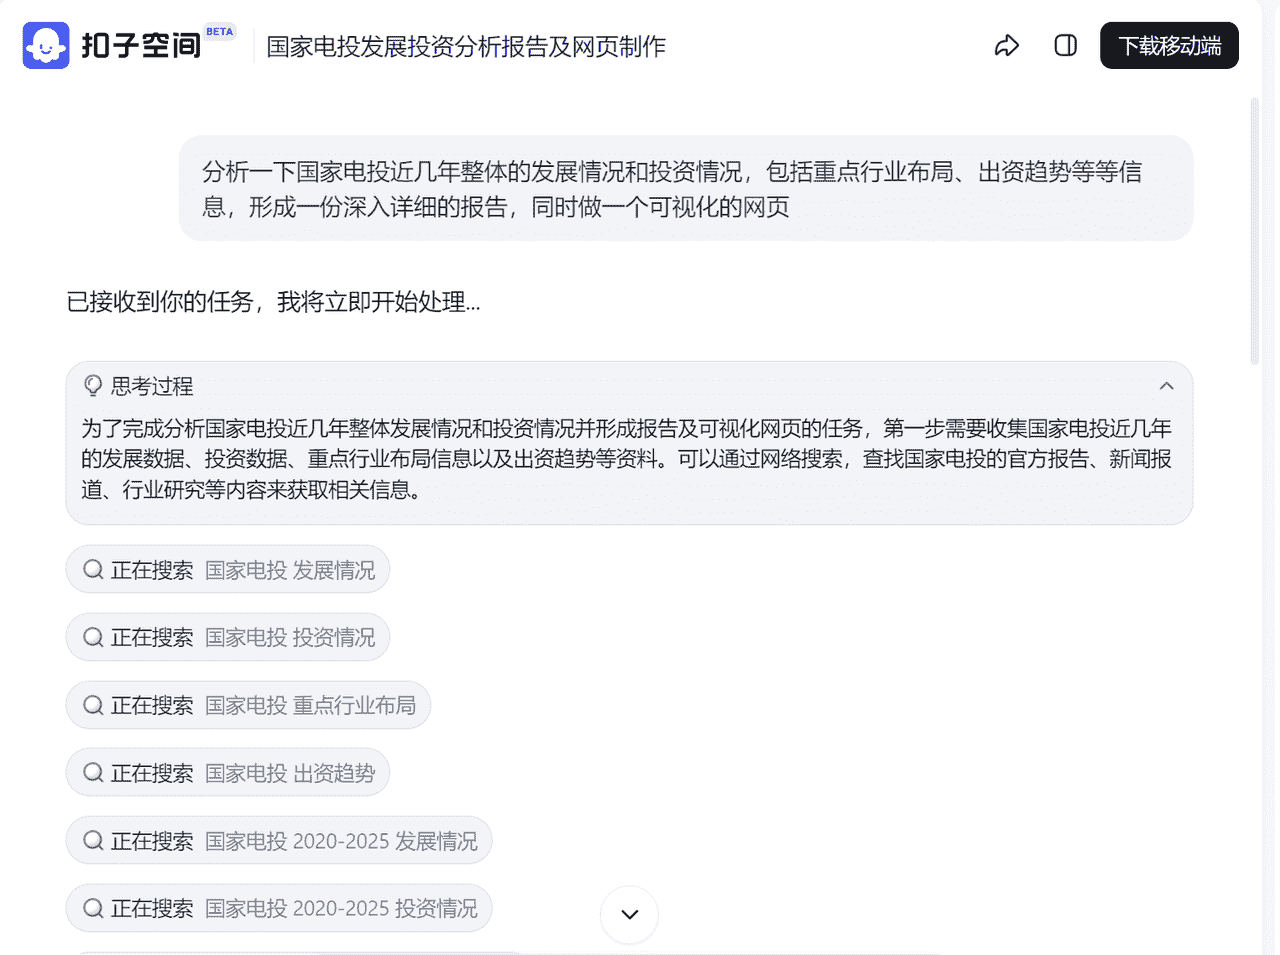 扣子空间 BETA 国家电投发展投资分析报告及网页制作 下载移动端
分析一下国家电投近几年整体的发展情况和投资情况，包括重点行业布局、出资趋势等等信
息，形成一份深入详细的报告，同时做一个可视化的网页
已接收到你的任务，我将立即开始处理...
思考过程
为了完成分析国家电投近几年整体发展情况和投资情况并形成报告及可视化网页的任务，第一步需要收集国家电投近几年
的发展数据、投资数据、重点行业布局信息以及出资趋势等资料。可以通过网络搜索，查找国家电投的官方报告、新闻报
道、行业研究等内容来获取相关信息。
正在搜索 国家电投 发展情况
正在搜索 国家电投 投资情况
正在搜索 国家电投 重点行业布局
正在搜索 国家电投 出资趋势
正在搜索 国家电投 2020-2025 发展情况
正在搜索 国家电投 2020-2025 投资情况